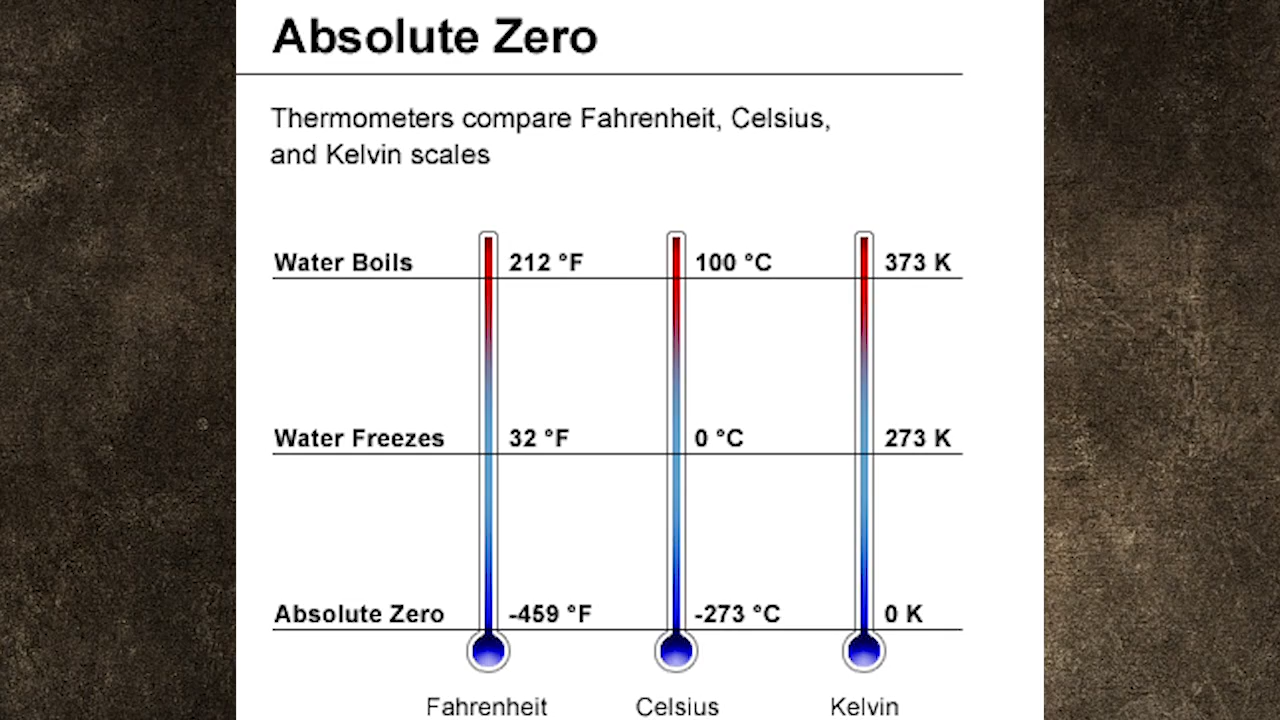 Absolute Zero
Thermometers compare Fahrenheit, Celsius,
and Kelvin scales
Water Boils 212 °F 100 °C 373 K
Water Freezes 32 °F 0 °C 273 K
Absolute Zero -459 °F -273 °C 0 K
Fahrenheit Celsius Kelvin